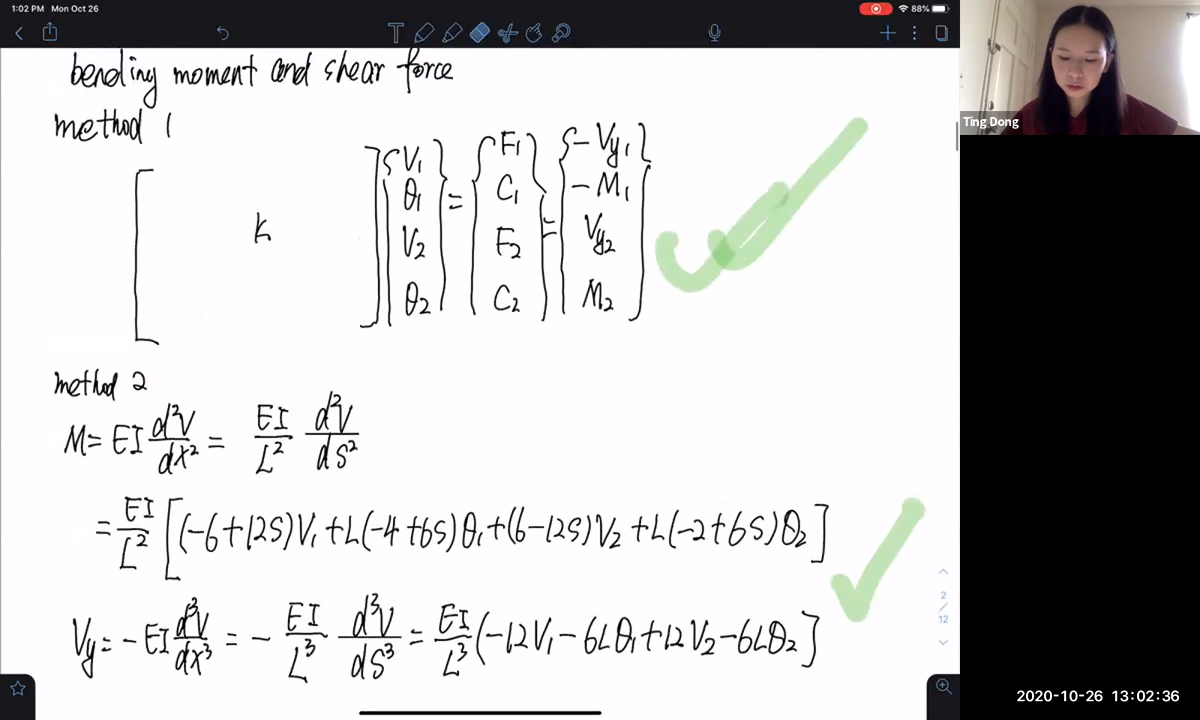 1:02 PM Mon Oct 26
88%
bending moment and shear force
method 1
[ K ] {V₁ θ₁ V₂ θ₂} = {F₁ C₁ F₂ C₂} = {-Vy₁ -M₁ Vy₂ M₂}
method 2
M = EI d²V/dx² = EI/L² d²V/dS²
= EI/L² [(-6+12S)V₁+L(-4+6S)θ₁+(6-12S)V₂+L(-2+6S)θ₂]
Vy = -EI d³V/dx³ = - EI/L³ d³V/dS³ = EI/L³ (-12V₁-6Lθ₁+12V₂-6Lθ₂]
2
/
12
Ting Dong
2020-10-26 13:02:36